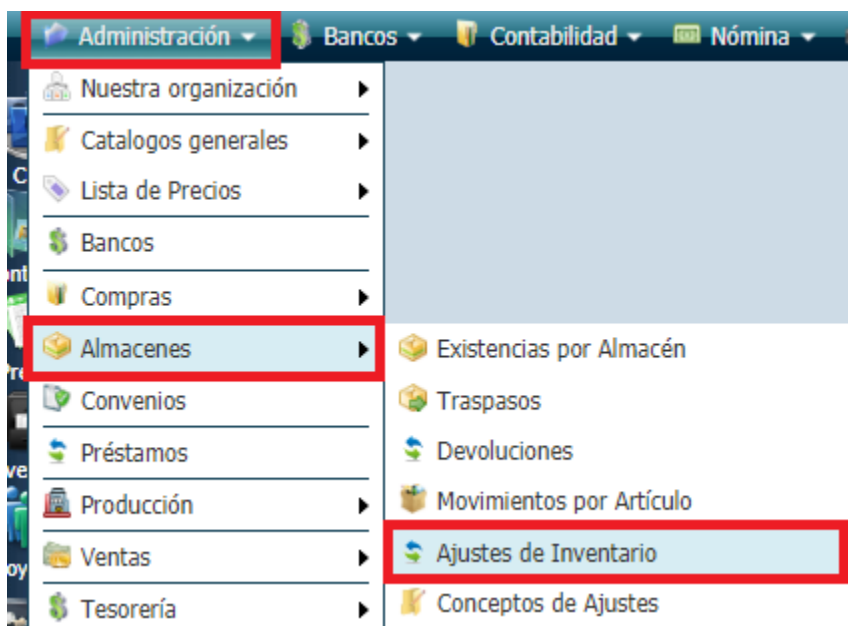 Administración Bancos Contabilidad Nómina
Nuestra organización
Catalogos generales
Lista de Precios
Bancos
Compras
Almacenes
Convenios
Préstamos
Producción
Ventas
Tesorería
Existencias por Almacén
Traspasos
Devoluciones
Movimientos por Artículo
Ajustes de Inventario
Conceptos de Ajustes